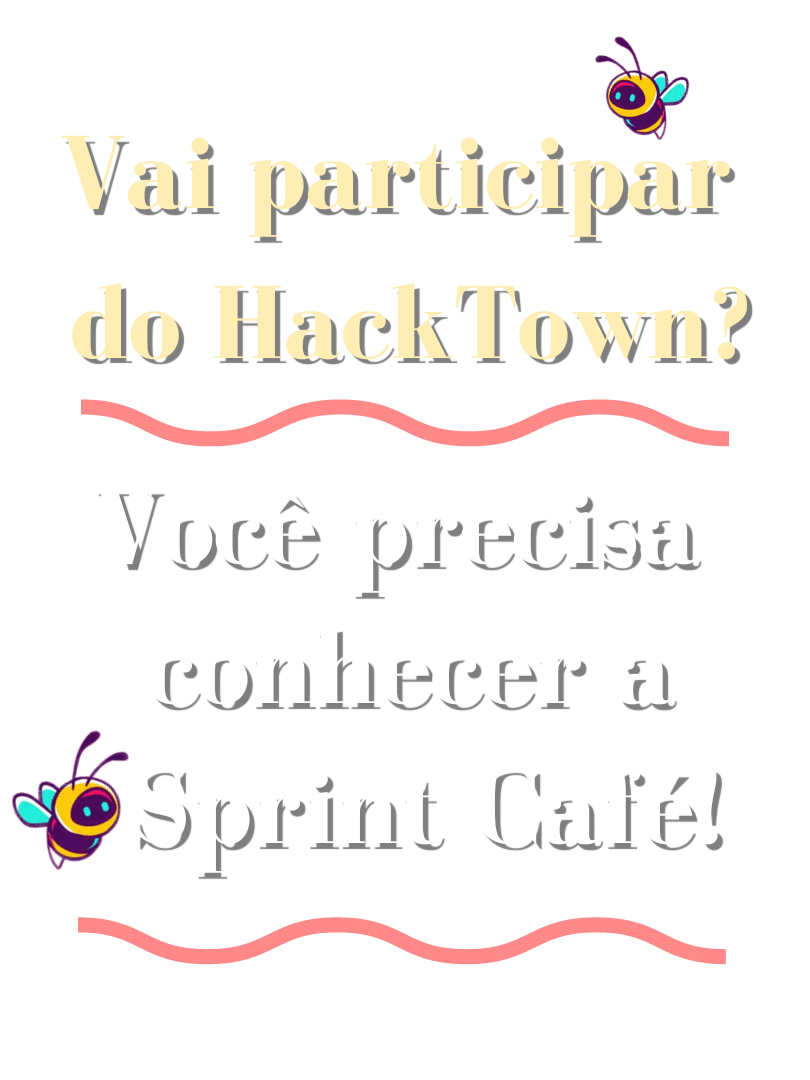 Vai participar
do HackTown?
Você precisa
conhecer a
Sprint Café!